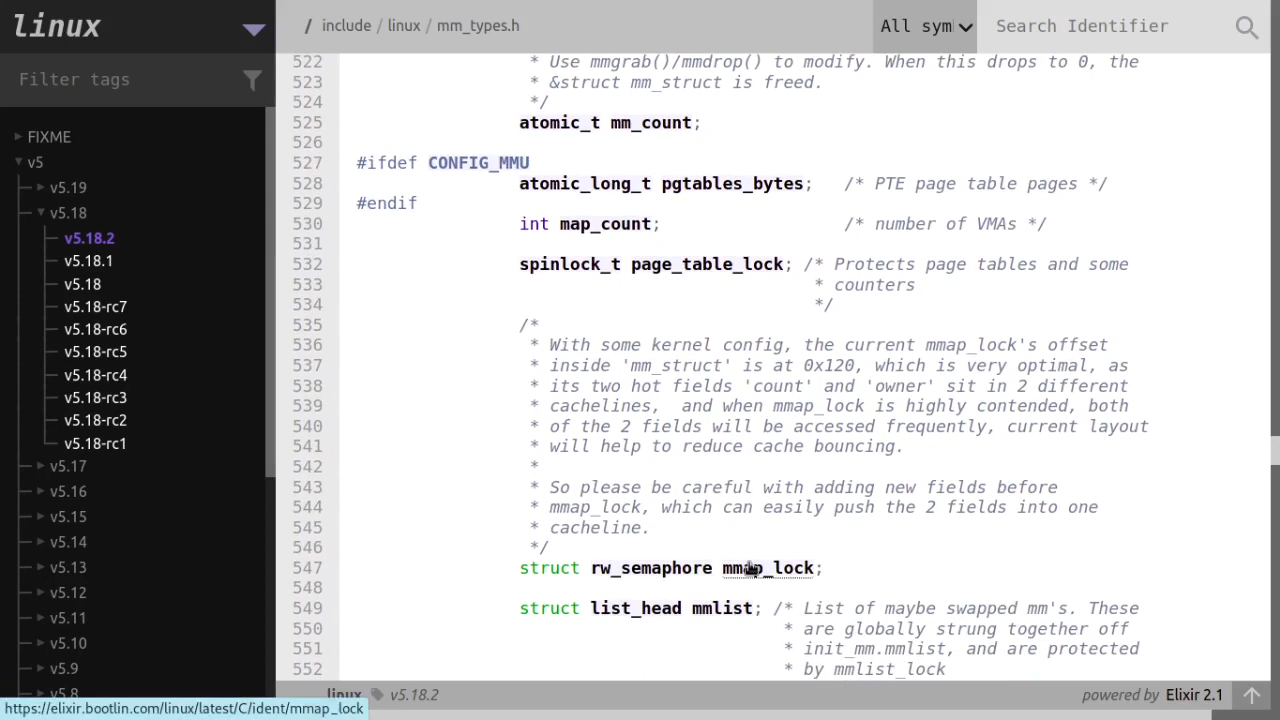 linux
/ include / linux / mm_types.h
All sym
Search Identifier
Filter tags
FIXME
v5
v5.19
v5.18
v5.18.2
v5.18.1
v5.18
v5.18-rc7
v5.18-rc6
v5.18-rc5
v5.18-rc4
v5.18-rc3
v5.18-rc2
v5.18-rc1
v5.17
v5.16
v5.15
v5.14
v5.13
v5.12
v5.11
v5.10
v5.9
v5.8
522 * Use mmgrab()/mmdrop() to modify. When this drops to 0, the
523 * &struct mm_struct is freed.
524 */
525 atomic_t mm_count;
526
527 #ifdef CONFIG_MMU
528 atomic_long_t pgtables_bytes; /* PTE page table pages */
529 #endif
530 int map_count; /* number of VMAs */
531
532 spinlock_t page_table_lock; /* Protects page tables and some
533 * counters
534 */
535 /*
536 * With some kernel config, the current mmap_lock's offset
537 * inside 'mm_struct' is at 0x120, which is very optimal, as
538 * its two hot fields 'count' and 'owner' sit in 2 different
539 * cachelines,  and when mmap_lock is highly contended, both
540 * of the 2 fields will be accessed frequently, current layout
541 * will help to reduce cache bouncing.
542 *
543 * So please be careful with adding new fields before
544 * mmap_lock, which can easily push the 2 fields into one
545 * cacheline.
546 */
547 struct rw_semaphore mmap_lock;
548
549 struct list_head mmlist; /* List of maybe swapped mm's. These
550 * are globally strung together off
551 * init_mm.mmlist, and are protected
552 * by mmlist_lock
linux v5.18.2
powered by Elixir 2.1
https://elixir.bootlin.com/linux/latest/C/ident/mmap_lock